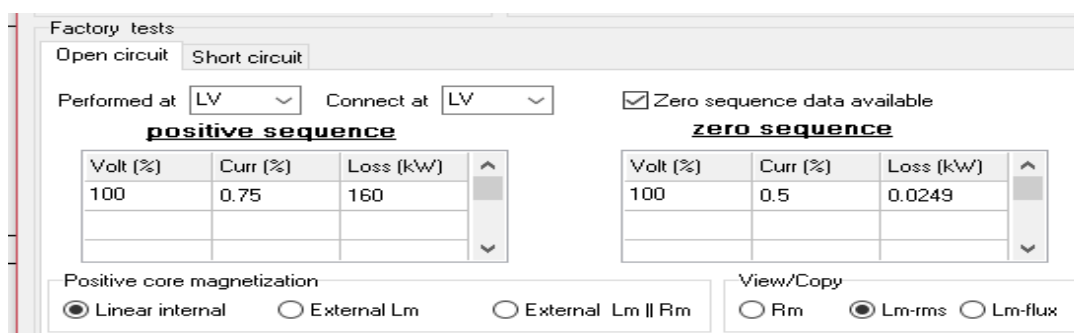 Factory tests
Open circuit Short circuit
Performed at LV Connect at LV Zero sequence data available
positive sequence zero sequence
Volt (%) Curr (%) Loss (kW) Volt (%) Curr (%) Loss (kW)
100 0.75 160 100 0.5 0.0249
Positive core magnetization View/Copy
Linear internal External Lm External Lm || Rm Rm Lm-rms Lm-flux